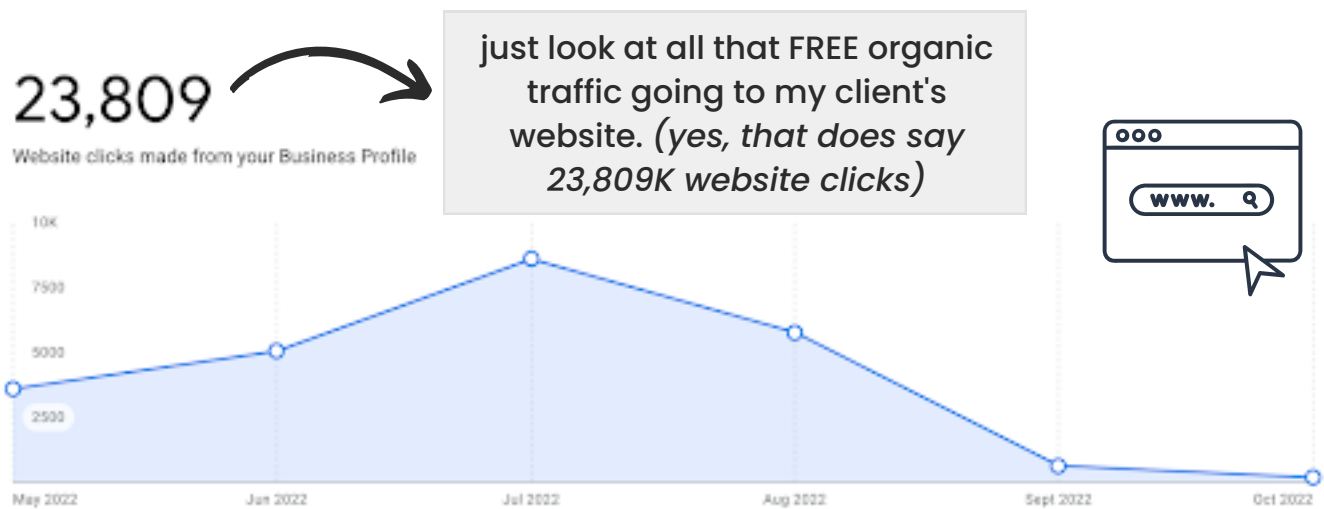 just look at all that FREE organic
traffic going to my client's
website. (yes, that does say
23,809K website clicks)
23,809
Website clicks made from your Business Profile
www.
10K
7500
5000
2500
May 2022 Jun 2022 Jul 2022 Aug 2022 Sept 2022 Oct 2022